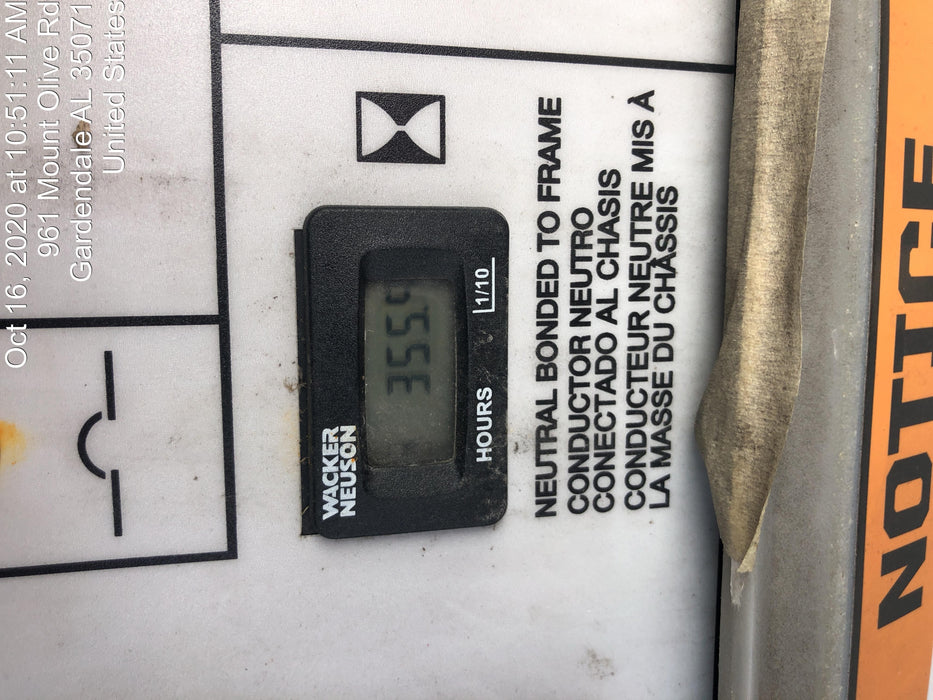 Oct 16, 2020 at 10:51:11 AM
961 Mount Olive Rd
Gardendale AL 35071
United States
WACKER
NEUSON
355
HOURS 1/10
NEUTRAL BONDED TO FRAME
CONDUCTOR NEUTRO
CONECTADO AL CHASIS
CONDUCTEUR NEUTRE MIS À
LA MASSE DU CHÂSSIS
NOTICE